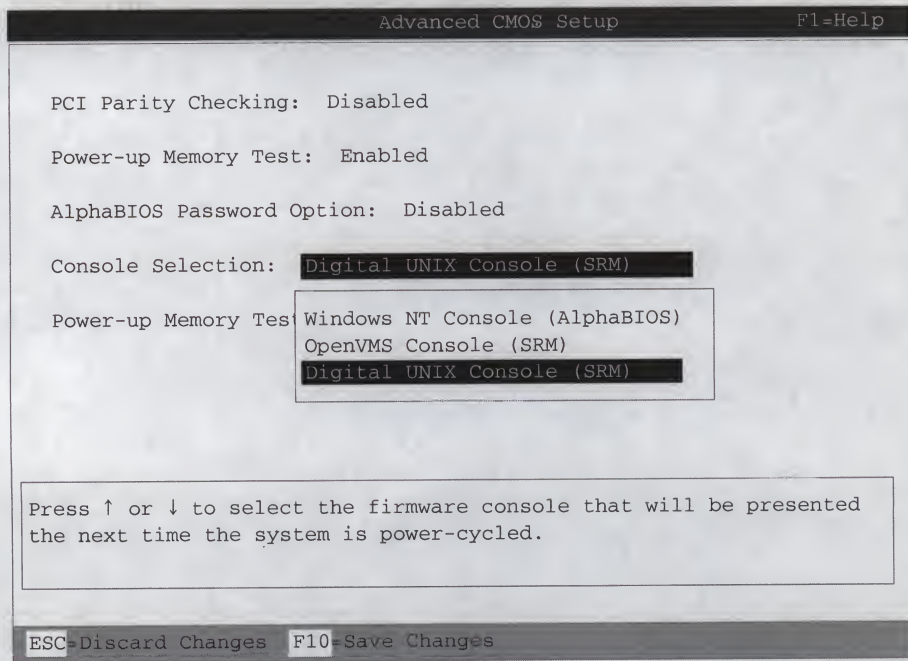 Advanced CMOS Setup F1=Help
PCI Parity Checking: Disabled
Power-up Memory Test: Enabled
AlphaBIOS Password Option: Disabled
Console Selection: Digital UNIX Console (SRM)
Power-up Memory Tes
Windows NT Console (AlphaBIOS)
OpenVMS Console (SRM)
Digital UNIX Console (SRM)
Press ↑ or ↓ to select the firmware console that will be presented
the next time the system is power-cycled.
ESC=Discard Changes F10=Save Changes